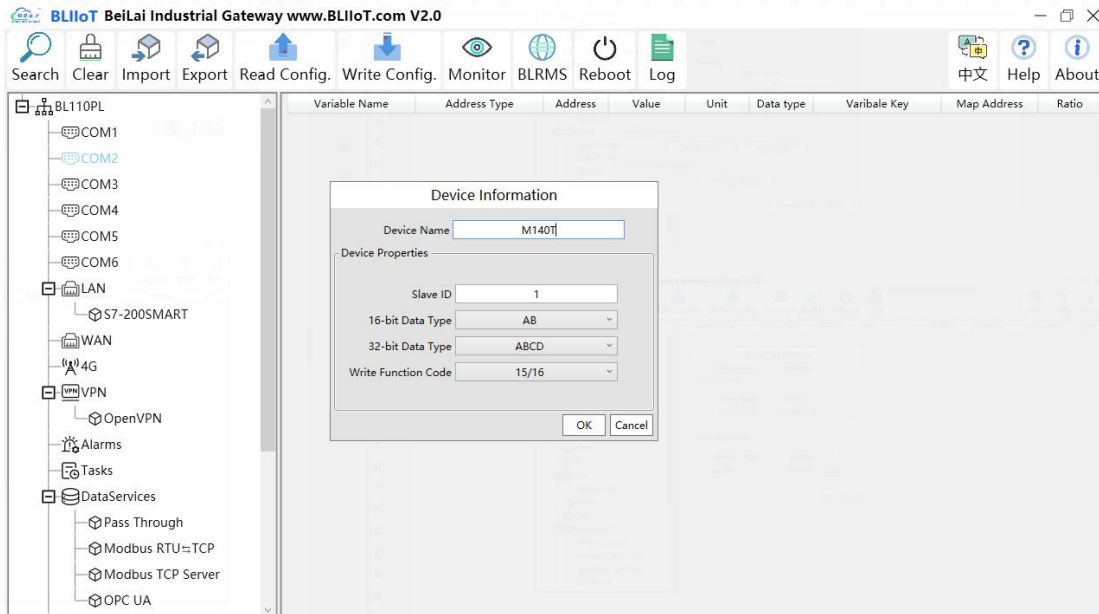 BLIIoT BeiLai Industrial Gateway www.BLIIoT.com V2.0
Search Clear Import Export Read Config. Write Config. Monitor BLRMS Reboot Log 中文 Help About
BL110PL
COM1
COM2
COM3
COM4
COM5
COM6
LAN
S7-200SMART
WAN
4G
VPN
OpenVPN
Alarms
Tasks
DataServices
Pass Through
Modbus RTU⇆TCP
Modbus TCP Server
OPC UA
Variable Name Address Type Address Value Unit Data type Varibale Key Map Address Ratio
Device Information
Device Name M140T
Device Properties
Slave ID 1
16-bit Data Type AB
32-bit Data Type ABCD
Write Function Code 15/16
OK Cancel